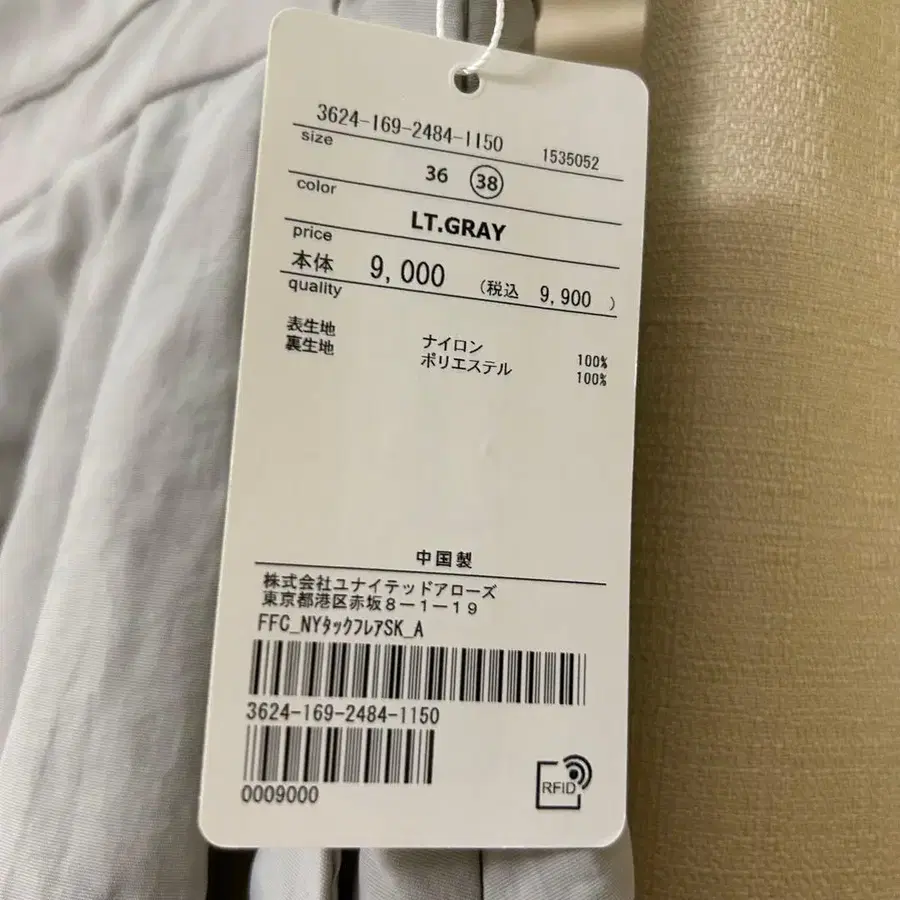 3624-169-2484-1150 1535052
size
36 38
color
LT.GRAY
price
本体 9,000 (税込 9,900 )
quality
表生地 ナイロン 100%
裏生地 ポリエステル 100%
中国製
株式会社ユナイテッドアローズ
東京都港区赤坂8-1-19
FFC_NYタックフレアSK_A
3624-169-2484-1150
0009000
RFID